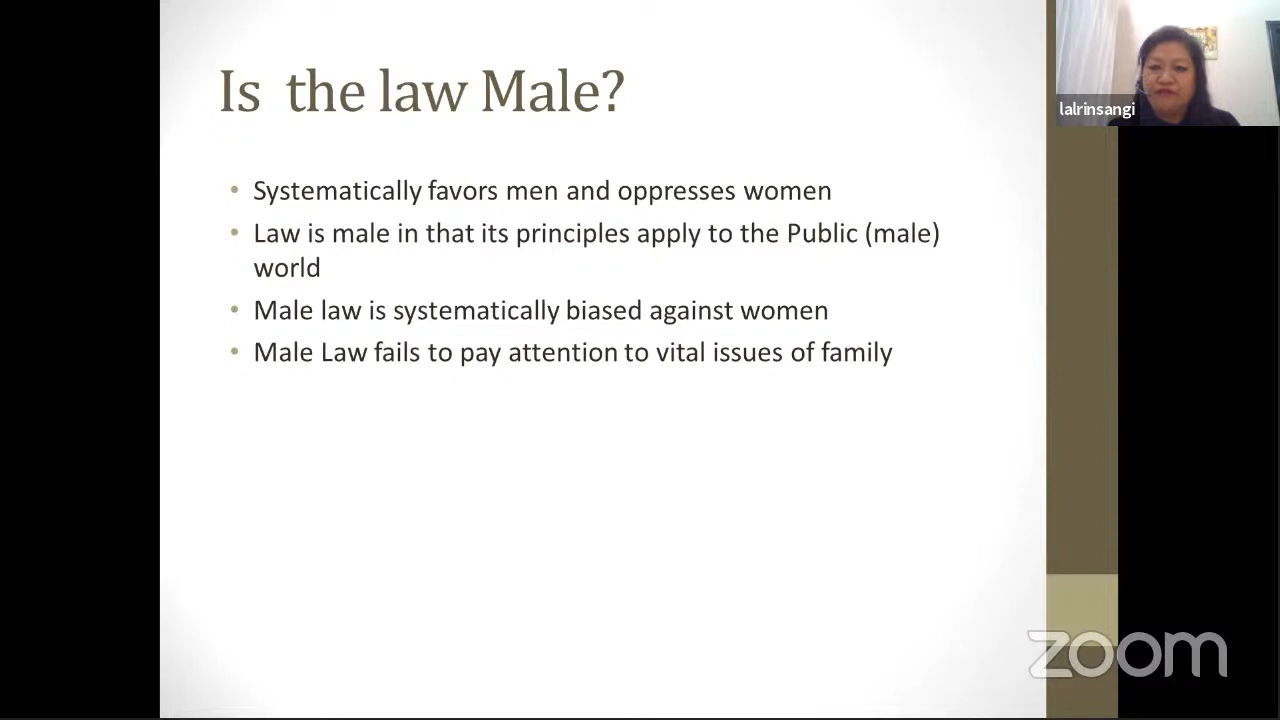 Is the law Male?
• Systematically favors men and oppresses women
• Law is male in that its principles apply to the Public (male)
world
• Male law is systematically biased against women
• Male Law fails to pay attention to vital issues of family
lalrinsangi
zoom